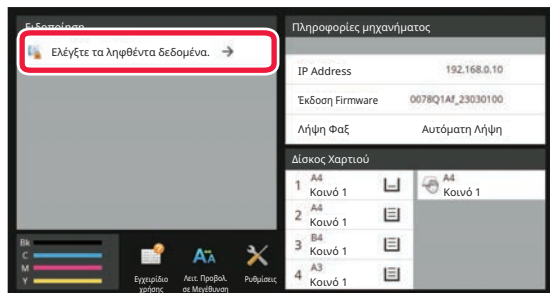 Ειδοποίηση
Ελέγξτε τα ληφθέντα δεδομένα.
Bk
C
M
Y
Εγχειρίδιο
χρήσης
Λειτ. Προβολ.
σε Μεγέθυνση
Ρυθμίσεις
Πληροφορίες μηχανήματος
IP Address 192.168.0.10
Έκδοση Firmware 0078Q1Af_23030100
Λήψη Φαξ Αυτόματη Λήψη
Δίσκος Χαρτιού
1 A4
Κοινό 1
2 A4
Κοινό 1
3 B4
Κοινό 1
4 A3
Κοινό 1
A4
Κοινό 1